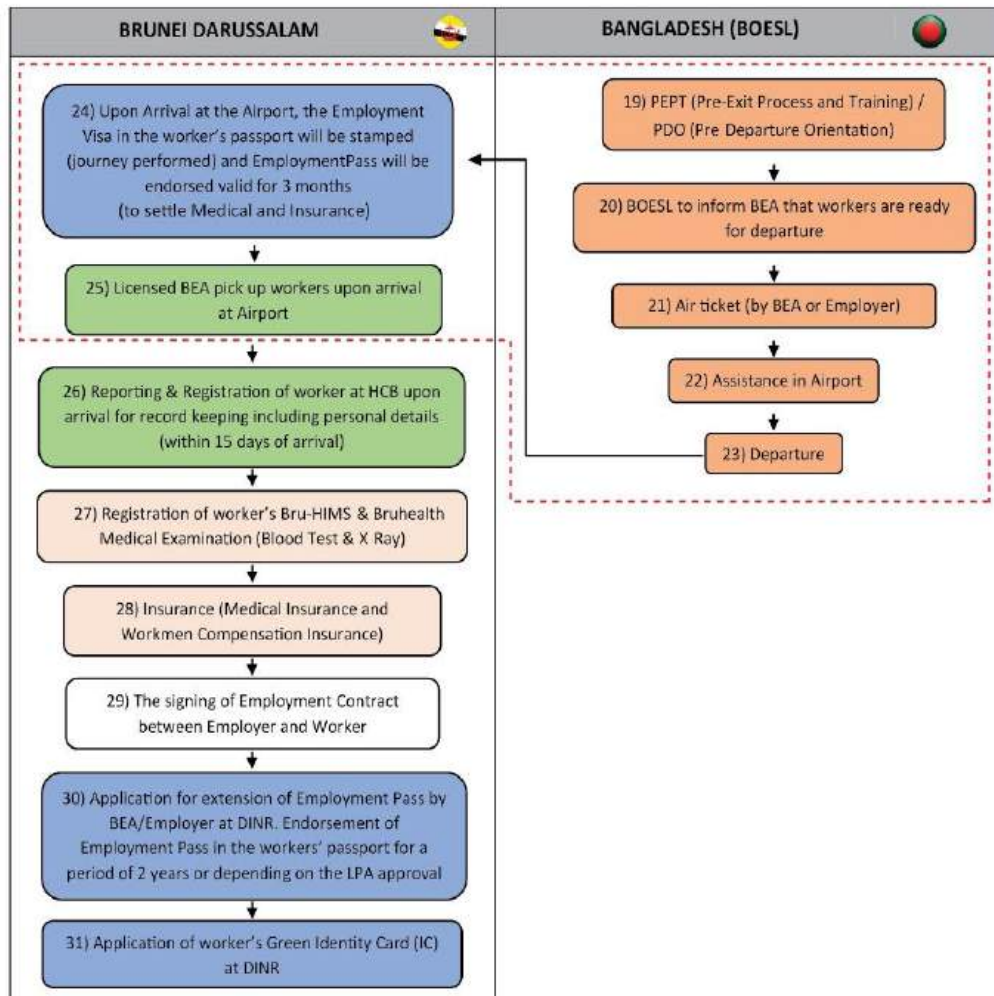 BRUNEI DARUSSALAM
BANGLADESH (BOESL)
19) PEPT (Pre-Exit Process and Training) /
PDO (Pre Departure Orientation)
20) BOESL to inform BEA that workers are ready
for departure
21) Air ticket (by BEA or Employer)
22) Assistance in Airport
23) Departure
24) Upon Arrival at the Airport, the Employment
Visa in the worker's passport will be stamped
(journey performed) and EmploymentPass will be
endorsed valid for 3 months
(to settle Medical and Insurance)
25) Licensed BEA pick up workers upon arrival
at Airport
26) Reporting & Registration of worker at HCB upon
arrival for record keeping including personal details
(within 15 days of arrival)
27) Registration of worker's Bru-HIMS & Bruhealth
Medical Examination (Blood Test & X Ray)
28) Insurance (Medical Insurance and
Workmen Compensation Insurance)
29) The signing of Employment Contract
between Employer and Worker
30) Application for extension of Employment Pass by
BEA/Employer at DINR. Endorsement of
Employment Pass in the workers' passport for a
period of 2 years or depending on the LPA approval
31) Application of worker's Green Identity Card (IC)
at DINR